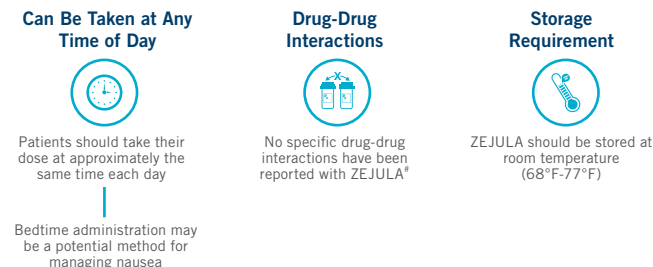 Can Be Taken at Any
Time of Day
Patients should take their
dose at approximately the
same time each day
Bedtime administration may
be a potential method for
managing nausea
Drug-Drug
Interactions
X
No specific drug-drug
interactions have been
reported with ZEJULA#
Storage
Requirement
ZEJULA should be stored at
room temperature
(68°F-77°F)